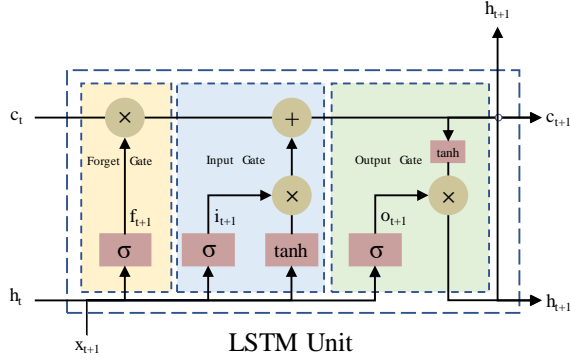 h_{t+1}
c_t
×
+
c_{t+1}
Forget Gate
Input Gate
Output Gate
tanh
×
×
f_{t+1}
i_{t+1}
o_{t+1}
σ
σ
tanh
σ
h_t
h_{t+1}
x_{t+1}
LSTM Unit